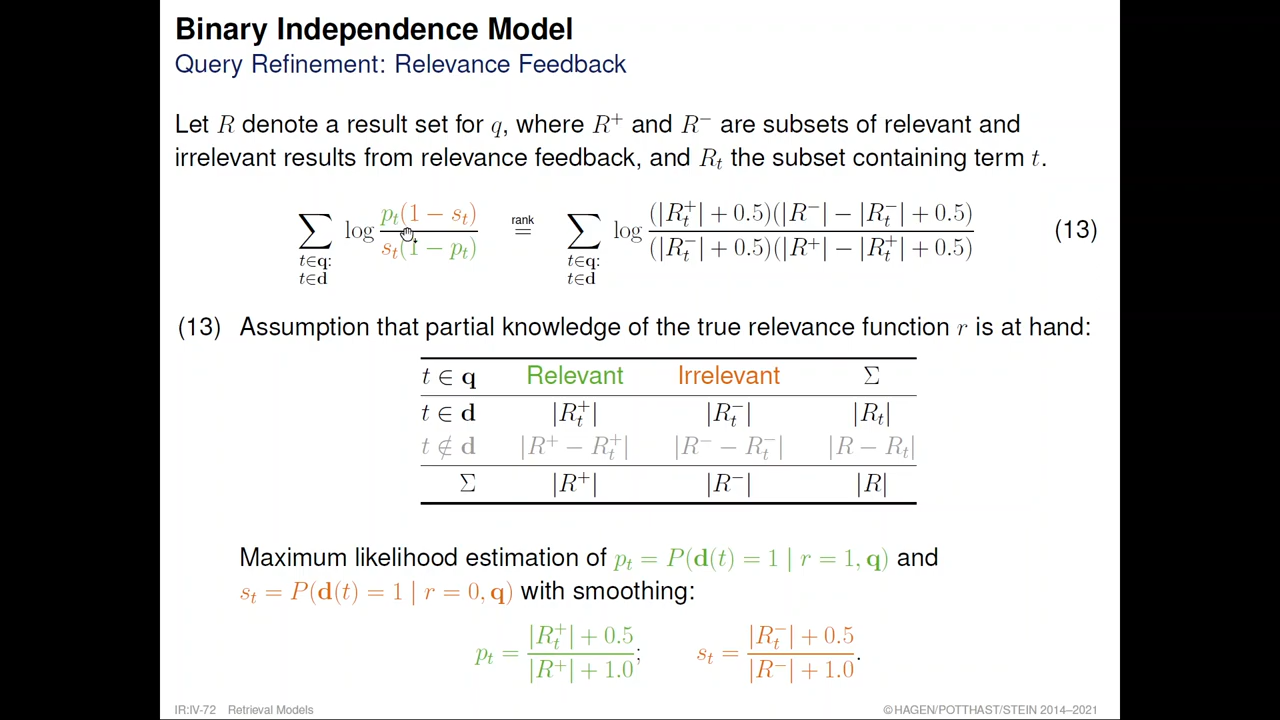 Binary Independence Model
Query Refinement: Relevance Feedback
Let R denote a result set for q, where R⁺ and R⁻ are subsets of relevant and
irrelevant results from relevance feedback, and Rₜ the subset containing term t.
∑_{t∈q: t∈d} log pₜ(1 − sₜ) / sₜ(1 − pₜ) =^{rank} ∑_{t∈q: t∈d} log (|Rₜ⁺| + 0.5)(|R⁻| − |Rₜ⁻| + 0.5) / (|Rₜ⁻| + 0.5)(|R⁺| − |Rₜ⁺| + 0.5) (13)
(13) Assumption that partial knowledge of the true relevance function r is at hand:
t ∈ q Relevant Irrelevant Σ
t ∈ d |Rₜ⁺| |Rₜ⁻| |Rₜ|
t ∉ d |R⁺ − Rₜ⁺| |R⁻ − Rₜ⁻| |R − Rₜ|
Σ |R⁺| |R⁻| |R|
Maximum likelihood estimation of pₜ = P(d(t) = 1 | r = 1, q) and
sₜ = P(d(t) = 1 | r = 0, q) with smoothing:
pₜ = (|Rₜ⁺| + 0.5) / (|R⁺| + 1.0); sₜ = (|Rₜ⁻| + 0.5) / (|R⁻| + 1.0).
IR:IV-72 Retrieval Models ©HAGEN/POTTHAST/STEIN 2014–2021